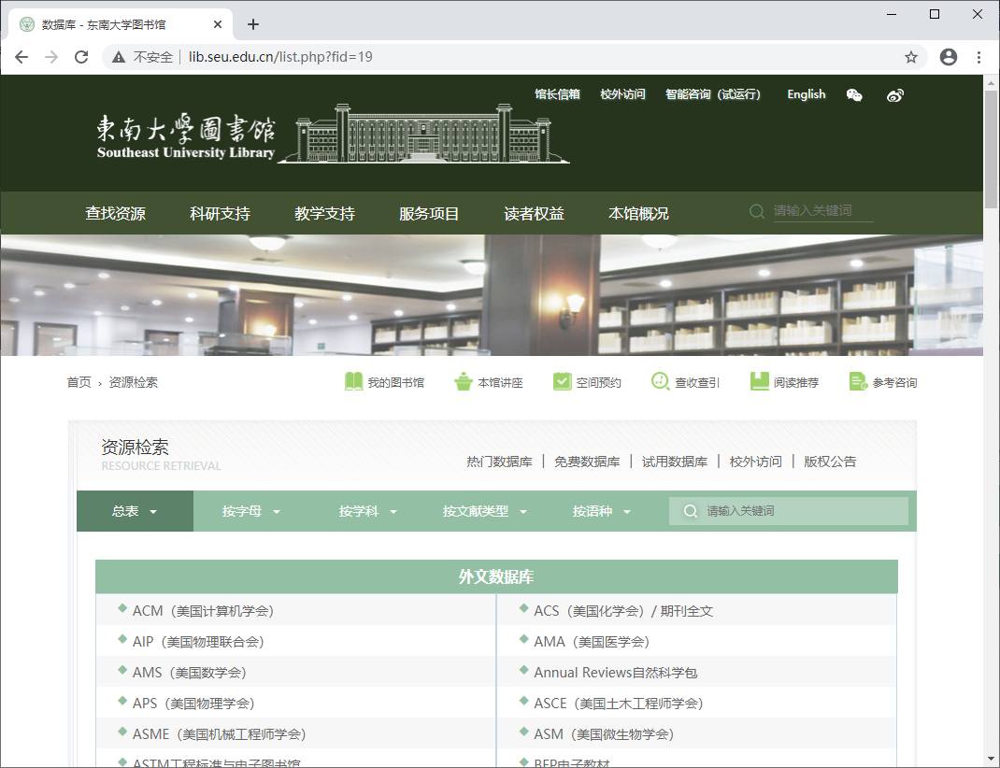 数据库 - 东南大学图书馆
不安全 lib.seu.edu.cn/list.php?fid=19
馆长信箱 校外访问 智能咨询（试运行） English
東南大學圖書館
Southeast University Library
查找资源 科研支持 教学支持 服务项目 读者权益 本馆概况 请输入关键词
首页 › 资源检索 我的图书馆 本馆讲座 空间预约 查收查引 阅读推荐 参考咨询
资源检索
RESOURCE RETRIEVAL
热门数据库 | 免费数据库 | 试用数据库 | 校外访问 | 版权公告
总表 按字母 按学科 按文献类型 按语种 请输入关键词
外文数据库
ACM（美国计算机学会） ACS（美国化学会）/ 期刊全文
AIP（美国物理联合会） AMA（美国医学会）
AMS（美国数学会） Annual Reviews自然科学包
APS（美国物理学会） ASCE（美国土木工程师学会）
ASME（美国机械工程师学会） ASM（美国微生物学会）
ASTM工程标准与电子图书馆 BEP电子教材